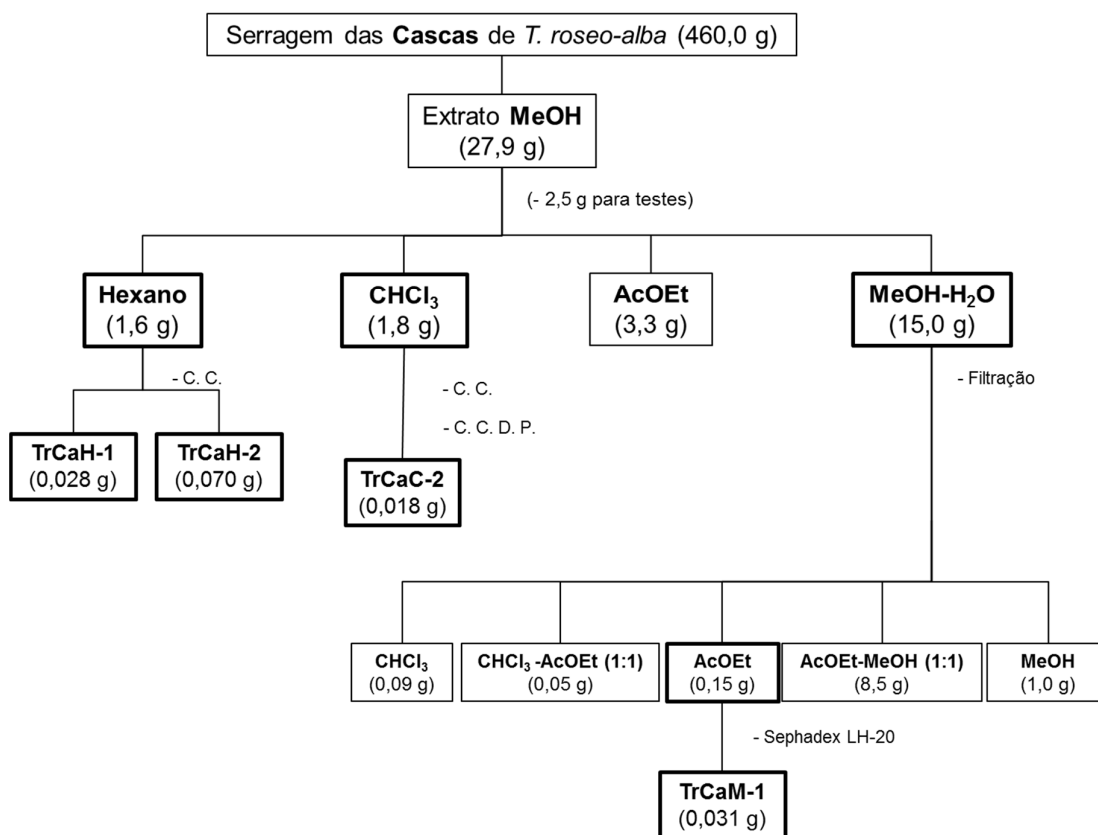 Serragem das Cascas de T. roseo-alba (460,0 g)
Extrato MeOH
(27,9 g)
(- 2,5 g para testes)
Hexano
(1,6 g)
CHCl₃
(1,8 g)
AcOEt
(3,3 g)
MeOH-H₂O
(15,0 g)
- C. C.
- C. C.
- C. C. D. P.
- Filtração
TrCaH-1
(0,028 g)
TrCaH-2
(0,070 g)
TrCaC-2
(0,018 g)
CHCl₃
(0,09 g)
CHCl₃ -AcOEt (1:1)
(0,05 g)
AcOEt
(0,15 g)
AcOEt-MeOH (1:1)
(8,5 g)
MeOH
(1,0 g)
- Sephadex LH-20
TrCaM-1
(0,031 g)